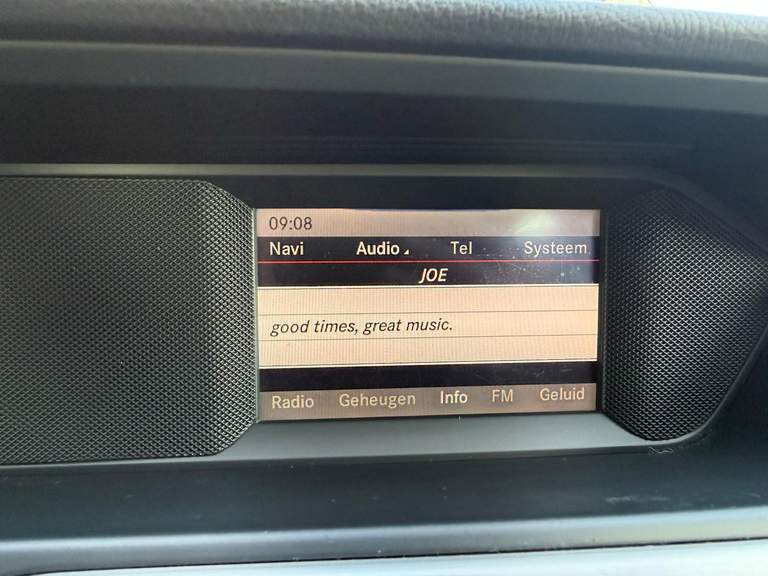 09:08
Navi Audio Tel Systeem
JOE
good times, great music.
Radio Geheugen Info FM Geluid